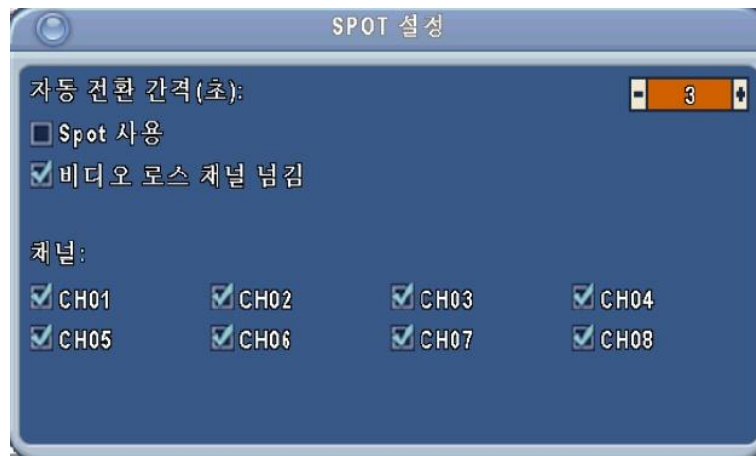 SPOT 설정
자동 전환 간격(초): - 3 +
Spot 사용
비디오 로스 채널 넘김
채널:
CH01 CH02 CH03 CH04
CH05 CH06 CH07 CH08